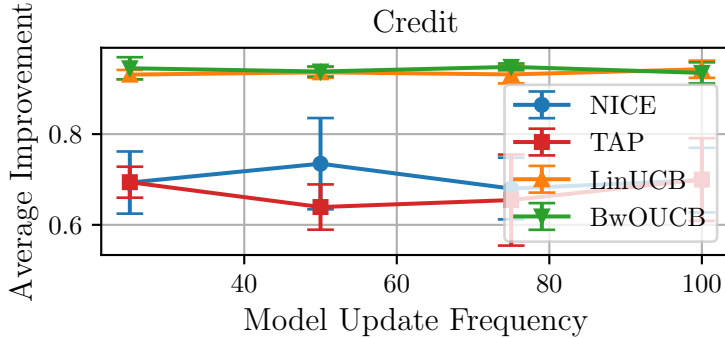 Credit
Average Improvement
0.8
0.6
NICE
TAP
LinUCB
BwOUCB
40
60
80
100
Model Update Frequency